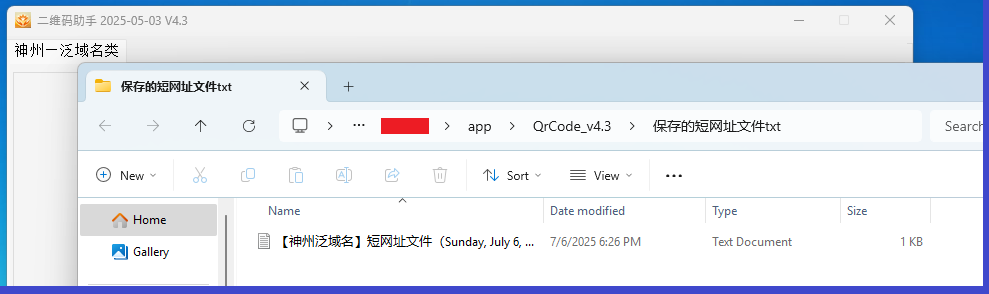 二维码助手 2025-05-03 V4.3
神州－泛域名类
保存的短网址文件txt
app
QrCode_v4.3
保存的短网址文件txt
Search
New
Sort
View
Name
Date modified
Type
Size
Home
【神州泛域名】短网址文件（Sunday, July 6, ...
7/6/2025 6:26 PM
Text Document
1 KB
Gallery